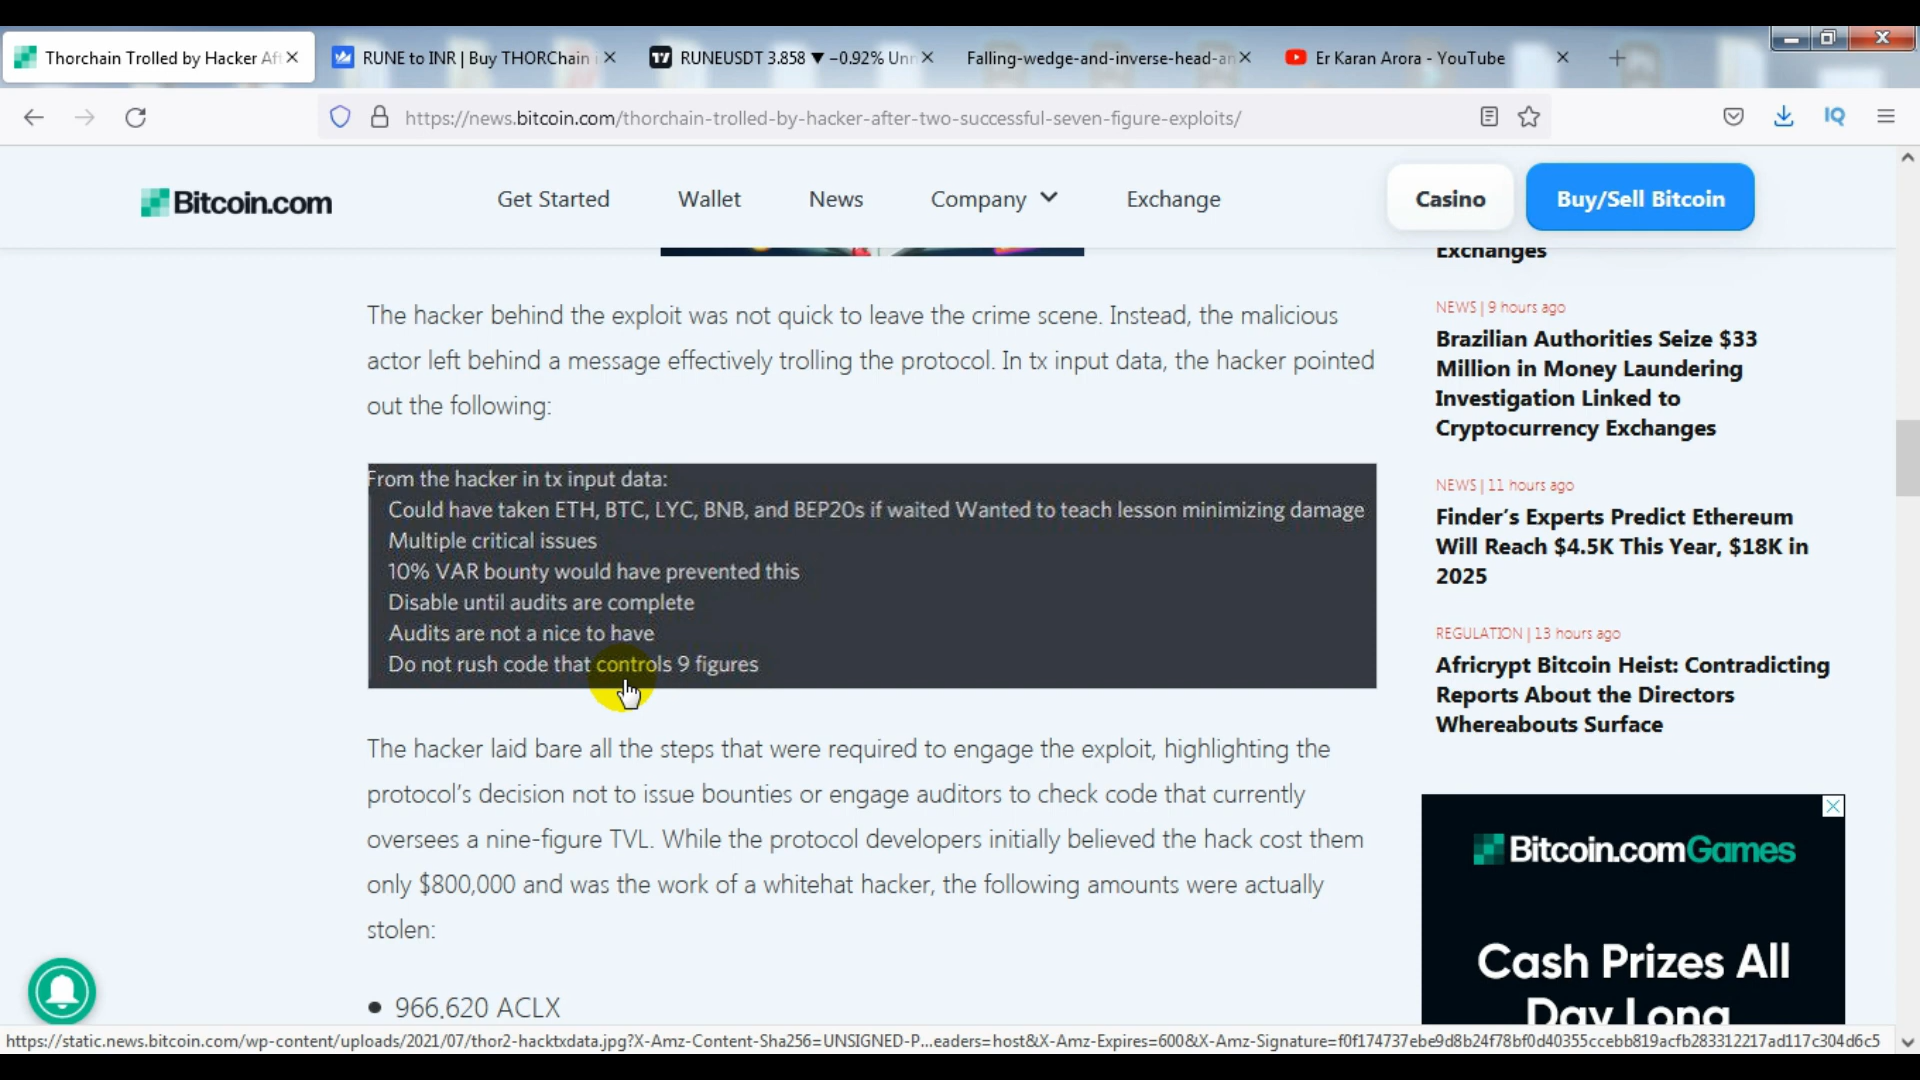 Thorchain Trolled by Hacker Aft
RUNE to INR | Buy THORChain i
RUNEUSDT 3.858 ▼ −0.92% Unn
Falling-wedge-and-inverse-head-an
Er Karan Arora - YouTube
https://news.bitcoin.com/thorchain-trolled-by-hacker-after-two-successful-seven-figure-exploits/
IQ
Bitcoin.com
Get Started
Wallet
News
Company
Exchange
Casino
Buy/Sell Bitcoin
The hacker behind the exploit was not quick to leave the crime scene. Instead, the malicious
actor left behind a message effectively trolling the protocol. In tx input data, the hacker pointed
out the following:
From the hacker in tx input data:
Could have taken ETH, BTC, LYC, BNB, and BEP20s if waited Wanted to teach lesson minimizing damage
Multiple critical issues
10% VAR bounty would have prevented this
Disable until audits are complete
Audits are not a nice to have
Do not rush code that controls 9 figures
The hacker laid bare all the steps that were required to engage the exploit, highlighting the
protocol's decision not to issue bounties or engage auditors to check code that currently
oversees a nine-figure TVL. While the protocol developers initially believed the hack cost them
only $800,000 and was the work of a whitehat hacker, the following amounts were actually
stolen:
• 966.620 ACLX
Exchanges
NEWS | 9 hours ago
Brazilian Authorities Seize $33
Million in Money Laundering
Investigation Linked to
Cryptocurrency Exchanges
NEWS | 11 hours ago
Finder's Experts Predict Ethereum
Will Reach $4.5K This Year, $18K in
2025
REGULATION | 13 hours ago
Africrypt Bitcoin Heist: Contradicting
Reports About the Directors
Whereabouts Surface
Bitcoin.com Games
Cash Prizes All
Day Long
https://static.news.bitcoin.com/wp-content/uploads/2021/07/thor2-hacktxdata.jpg?X-Amz-Content-Sha256=UNSIGNED-P...eaders=host&X-Amz-Expires=600&X-Amz-Signature=f0f174737ebe9d8b24f78bf0d40355ccebb819acfb283312217ad117c304d6c5